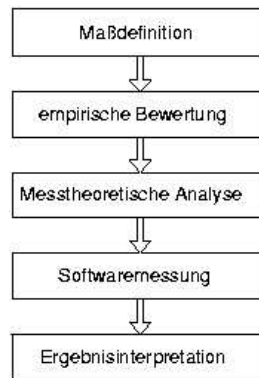 Maßdefinition
empirische Bewertung
Messtheoretische Analyse
Softwaremessung
Ergebnisinterpretation